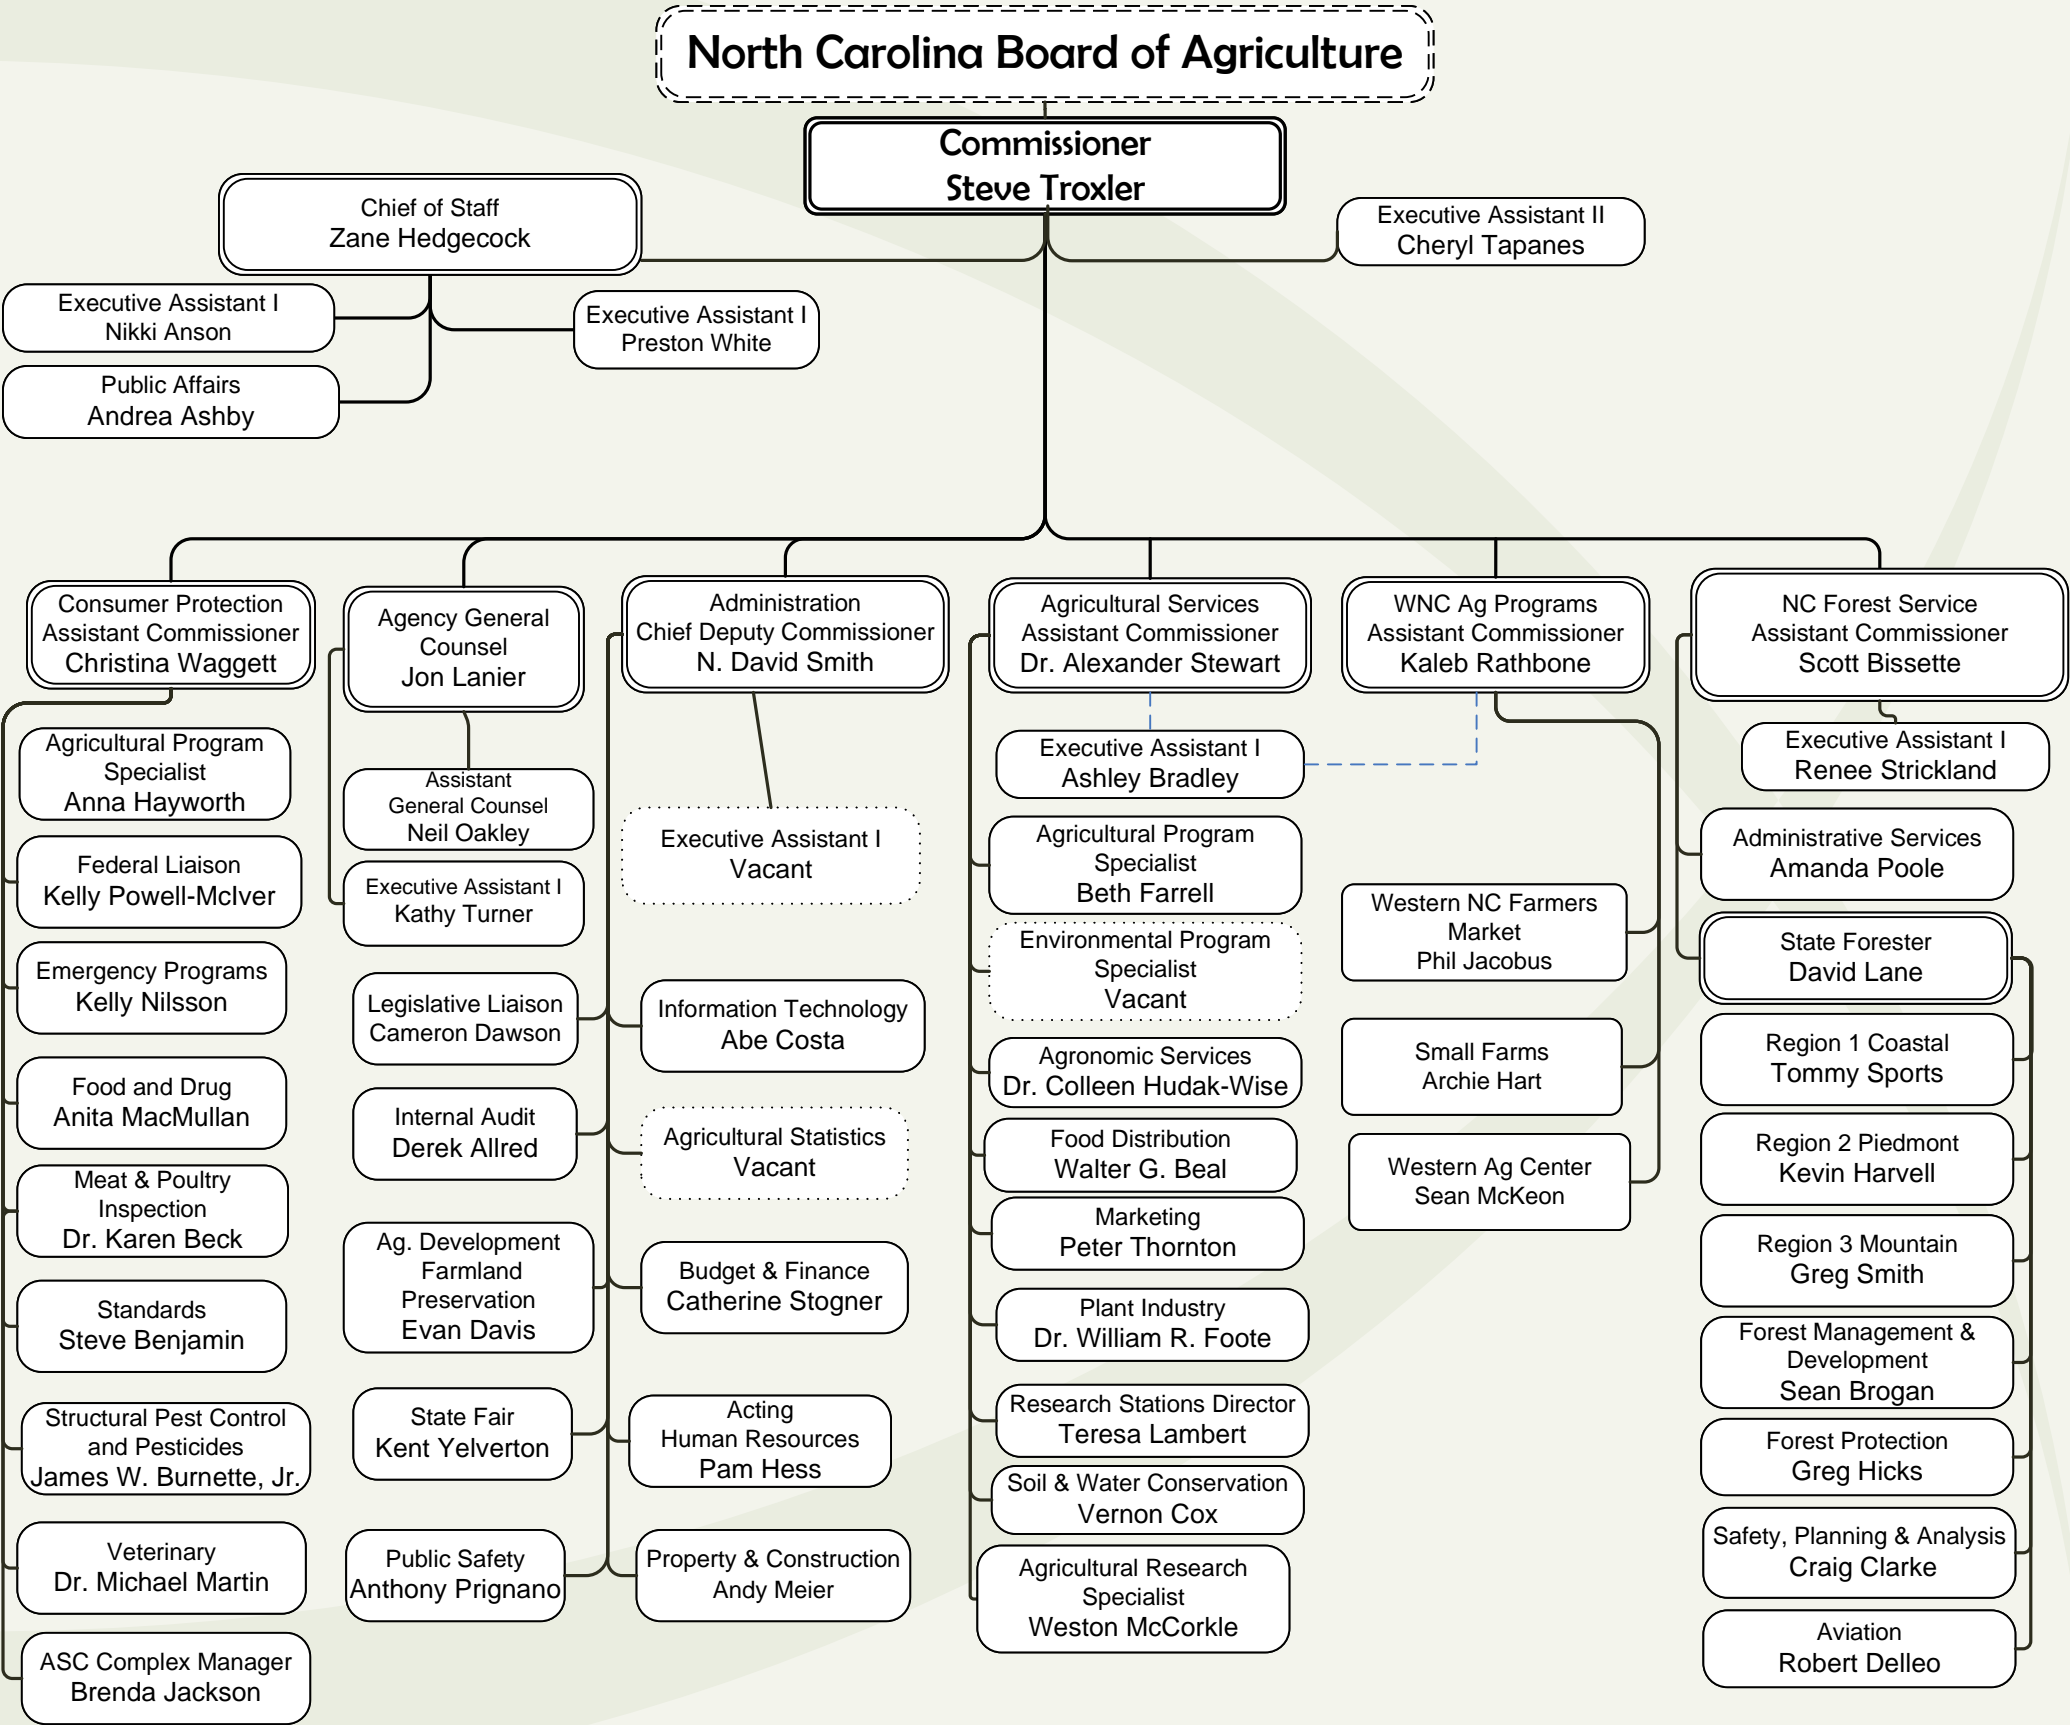 North Carolina Board of Agriculture
Commissioner
Steve Troxler
Chief of Staff
Zane Hedgecock
Executive Assistant II
Cheryl Tapanes
Executive Assistant I
Nikki Anson
Executive Assistant I
Preston White
Public Affairs
Andrea Ashby
Consumer Protection
Assistant Commissioner
Christina Waggett
Agricultural Program
Specialist
Anna Hayworth
Federal Liaison
Kelly Powell-McIver
Emergency Programs
Kelly Nilsson
Food and Drug
Anita MacMullan
Meat & Poultry
Inspection
Dr. Karen Beck
Standards
Steve Benjamin
Structural Pest Control
and Pesticides
James W. Burnette, Jr.
Veterinary
Dr. Michael Martin
ASC Complex Manager
Brenda Jackson
Agency General
Counsel
Jon Lanier
Assistant
General Counsel
Neil Oakley
Executive Assistant I
Kathy Turner
Administration
Chief Deputy Commissioner
N. David Smith
Executive Assistant I
Vacant
Legislative Liaison
Cameron Dawson
Information Technology
Abe Costa
Internal Audit
Derek Allred
Agricultural Statistics
Vacant
Ag. Development
Farmland
Preservation
Evan Davis
Budget & Finance
Catherine Stogner
State Fair
Kent Yelverton
Acting
Human Resources
Pam Hess
Public Safety
Anthony Prignano
Property & Construction
Andy Meier
Agricultural Services
Assistant Commissioner
Dr. Alexander Stewart
Executive Assistant I
Ashley Bradley
Agricultural Program
Specialist
Beth Farrell
Environmental Program
Specialist
Vacant
Agronomic Services
Dr. Colleen Hudak-Wise
Food Distribution
Walter G. Beal
Marketing
Peter Thornton
Plant Industry
Dr. William R. Foote
Research Stations Director
Teresa Lambert
Soil & Water Conservation
Vernon Cox
Agricultural Research
Specialist
Weston McCorkle
WNC Ag Programs
Assistant Commissioner
Kaleb Rathbone
Western NC Farmers
Market
Phil Jacobus
Small Farms
Archie Hart
Western Ag Center
Sean McKeon
NC Forest Service
Assistant Commissioner
Scott Bissette
Executive Assistant I
Renee Strickland
Administrative Services
Amanda Poole
State Forester
David Lane
Region 1 Coastal
Tommy Sports
Region 2 Piedmont
Kevin Harvell
Region 3 Mountain
Greg Smith
Forest Management &
Development
Sean Brogan
Forest Protection
Greg Hicks
Safety, Planning & Analysis
Craig Clarke
Aviation
Robert Delleo